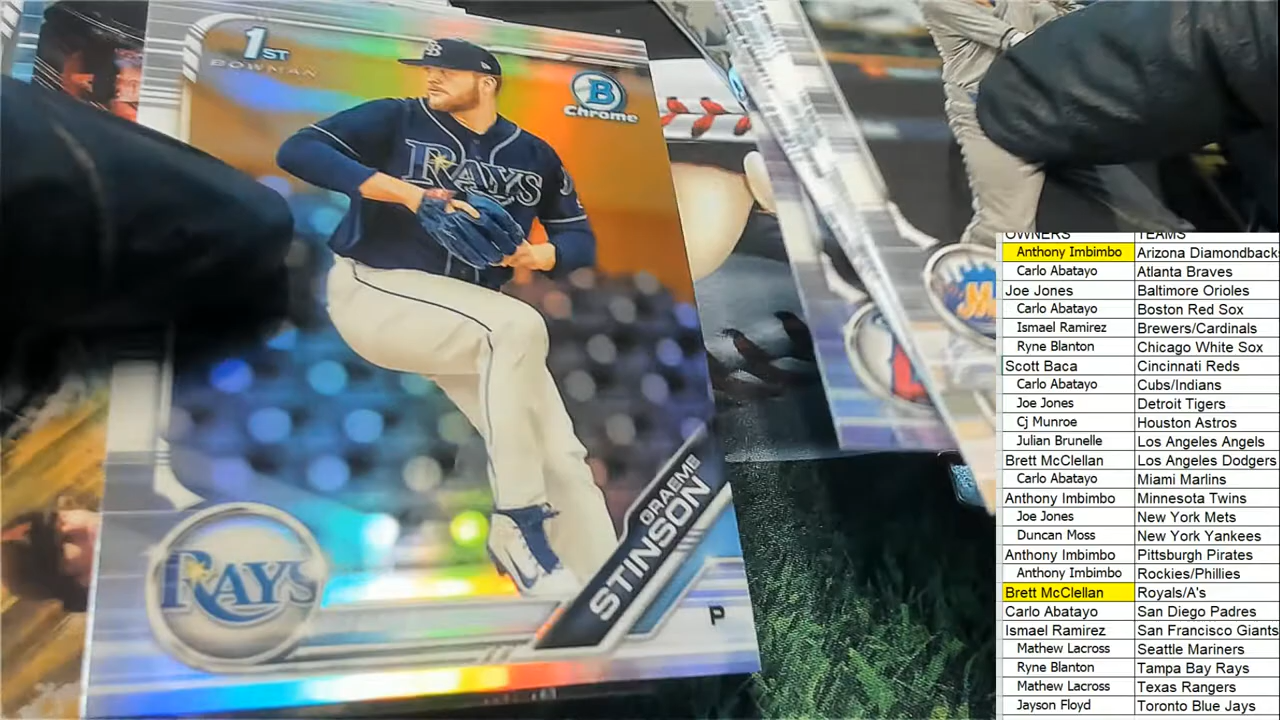 1ST
BOWMAN
B
Chrome
RAYS
GRAEME
STINSON
RAYS
P
OWNERS TEAMS
Anthony Imbimbo Arizona Diamondback
Carlo Abatayo Atlanta Braves
Joe Jones Baltimore Orioles
Carlo Abatayo Boston Red Sox
Ismael Ramirez Brewers/Cardinals
Ryne Blanton Chicago White Sox
Scott Baca Cincinnati Reds
Carlo Abatayo Cubs/Indians
Joe Jones Detroit Tigers
Cj Munroe Houston Astros
Julian Brunelle Los Angeles Angels
Brett McClellan Los Angeles Dodgers
Carlo Abatayo Miami Marlins
Anthony Imbimbo Minnesota Twins
Joe Jones New York Mets
Duncan Moss New York Yankees
Anthony Imbimbo Pittsburgh Pirates
Anthony Imbimbo Rockies/Phillies
Brett McClellan Royals/A's
Carlo Abatayo San Diego Padres
Ismael Ramirez San Francisco Giants
Mathew Lacross Seattle Mariners
Ryne Blanton Tampa Bay Rays
Mathew Lacross Texas Rangers
Jayson Floyd Toronto Blue Jays